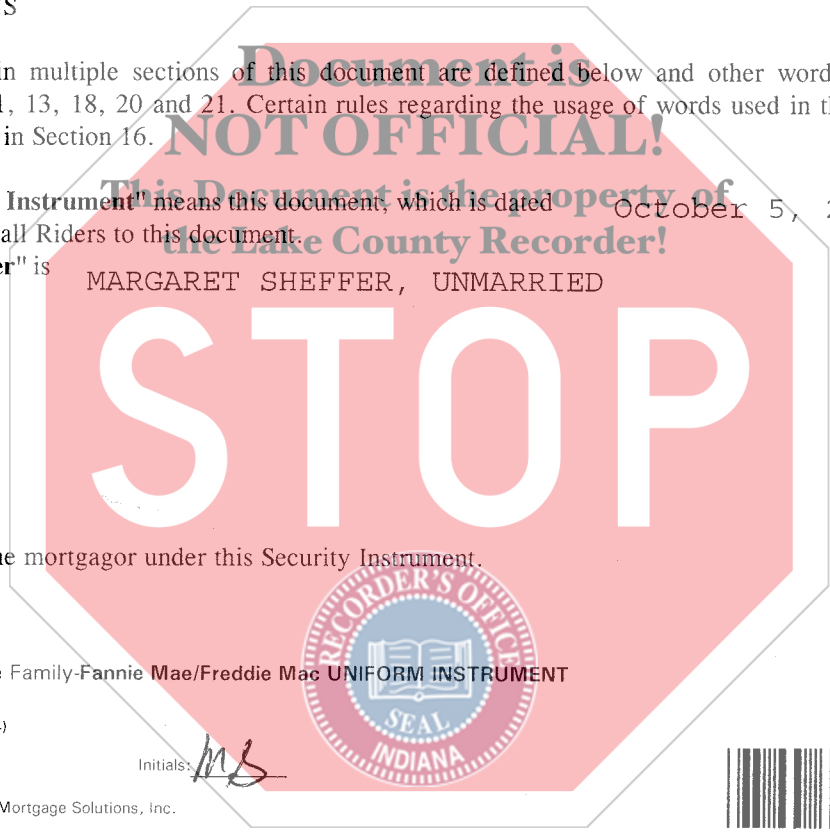 S
Document is
in multiple sections of this document are defined below and other word
1, 13, 18, 20 and 21. Certain rules regarding the usage of words used in th
in Section 16.
NOT OFFICIAL!
This Document is the property of
Instrument" means this document, which is dated October 5, 2
all Riders to this document.
the Lake County Recorder!
er" is
MARGARET SHEFFER, UNMARRIED
STOP
ne mortgagor under this Security Instrument.
RECORDER'S OFFICE
SEAL
INDIANA
e Family-Fannie Mae/Freddie Mac UNIFORM INSTRUMENT
Initials: MS
Mortgage Solutions, Inc.